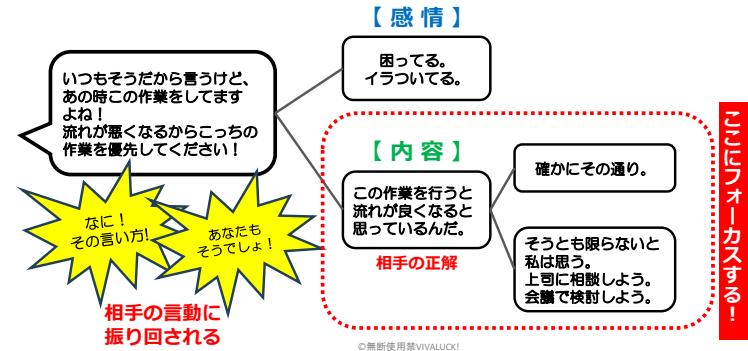 【 感 情 】
困ってる。
イラついてる。
いつもそうだから言うけど、
あの時この作業をしてます
よね！
流れが悪くなるからこっちの
作業を優先してください！
なに！
その言い方!
あなたも
そうでしょ！
相手の言動に
振り回される
【 内 容 】
この作業を行うと
流れが良くなると
思っているんだ。
相手の正解
確かにその通り。
そうとも限らないと
私は思う。
上司に相談しよう。
会議で検討しよう。
ここにフォーカスする！
©無断使用禁VIVALUCK!